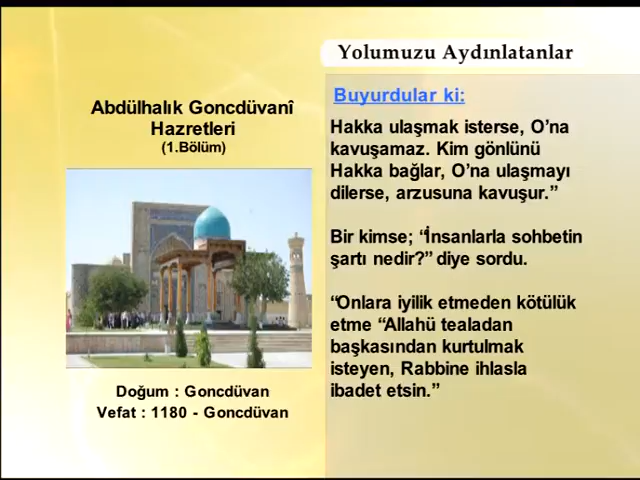 Yolumuzu Aydınlatanlar
Abdülhalık Goncdüvanî
Hazretleri
(1.Bölüm)
Doğum : Goncdüvan
Vefat : 1180 - Goncdüvan
Buyurdular ki:
Hakka ulaşmak isterse, O’na
kavuşamaz. Kim gönlünü
Hakka bağlar, O’na ulaşmayı
dilerse, arzusuna kavuşur.”
Bir kimse; “İnsanlarla sohbetin
şartı nedir?” diye sordu.
“Onlara iyilik etmeden kötülük
etme “Allahü tealadan
başkasından kurtulmak
isteyen, Rabbine ihlasla
ibadet etsin.”